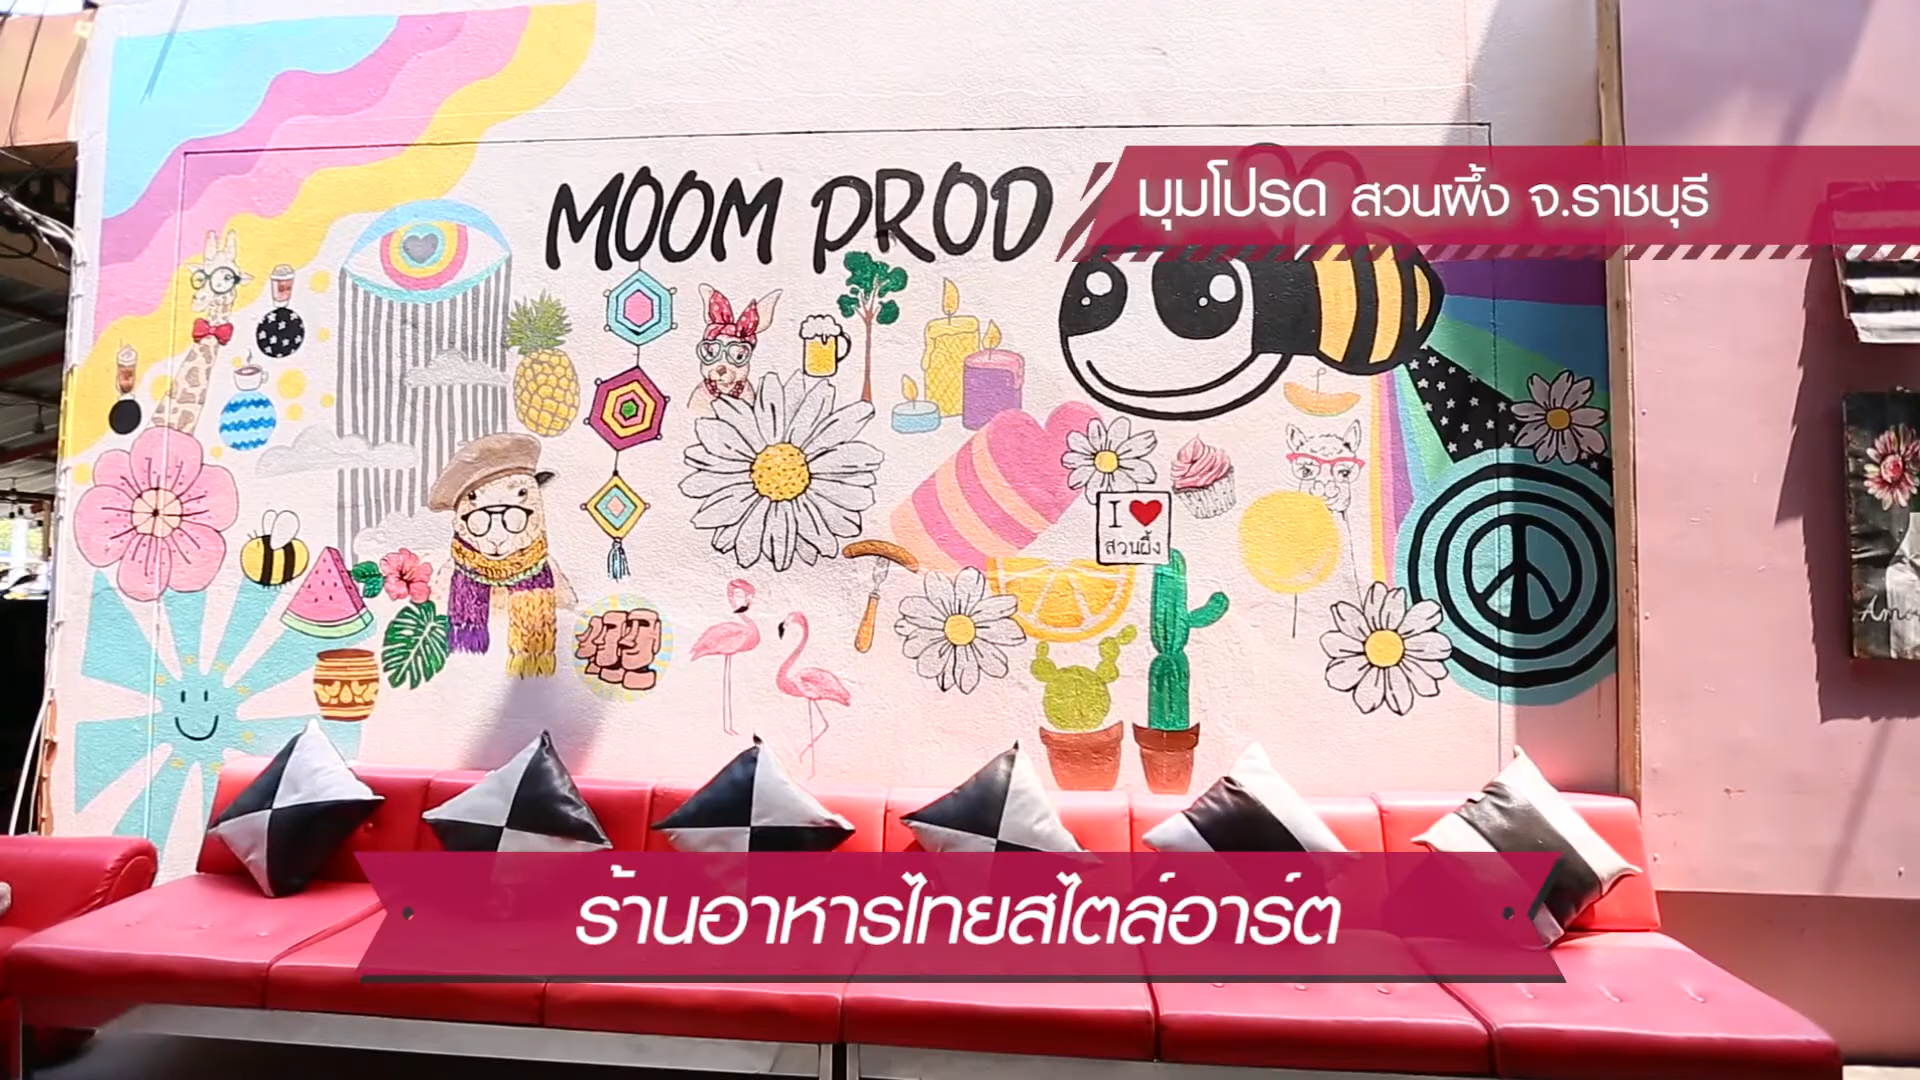 MOOM PROD
มุมโปรด สวนผึ้ง จ.ราชบุรี
I ❤
สวนผึ้ง
ร้านอาหารไทยสไตล์อาร์ต